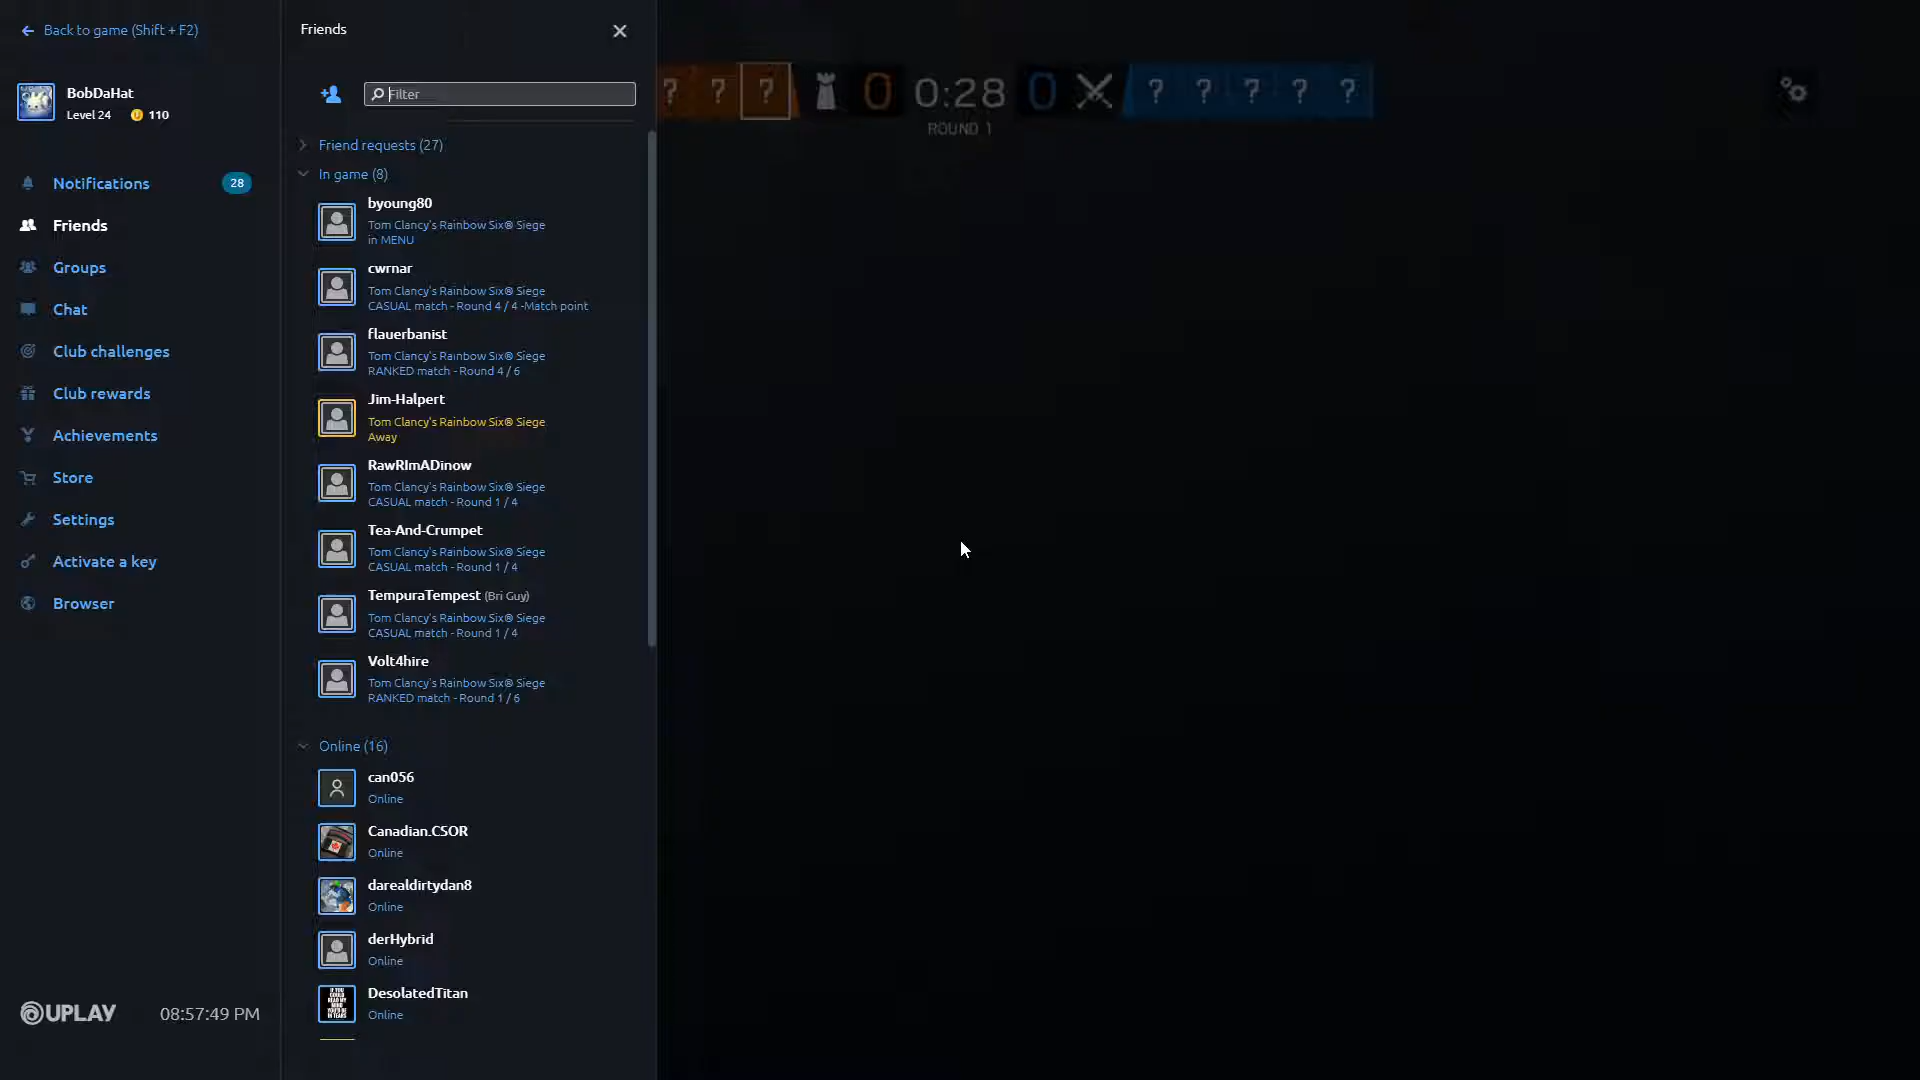 Back to game (Shift + F2)
BobDaHat
Level 24
110
Notifications
28
Friends
Groups
Chat
Club challenges
Club rewards
Achievements
Store
Settings
Activate a key
Browser
UPLAY
08:57:49 PM
Friends
Filter
Friend requests (27)
In game (8)
byoung80
Tom Clancy's Rainbow Six® Siege
in MENU
cwrnar
Tom Clancy's Rainbow Six® Siege
CASUAL match - Round 4 / 4 -Match point
flauerbanist
Tom Clancy's Rainbow Six® Siege
RANKED match - Round 4 / 6
Jim-Halpert
Tom Clancy's Rainbow Six® Siege
Away
RawRImADinow
Tom Clancy's Rainbow Six® Siege
CASUAL match - Round 1 / 4
Tea-And-Crumpet
Tom Clancy's Rainbow Six® Siege
CASUAL match - Round 1 / 4
TempuraTempest (Bri Guy)
Tom Clancy's Rainbow Six® Siege
CASUAL match - Round 1 / 4
Volt4hire
Tom Clancy's Rainbow Six® Siege
RANKED match - Round 1 / 6
Online (16)
can056
Online
Canadian.CSOR
Online
darealdirtydan8
Online
derHybrid
Online
DesolatedTitan
Online
? ? ? 0 0:28 0 ? ? ? ? ?
ROUND 1